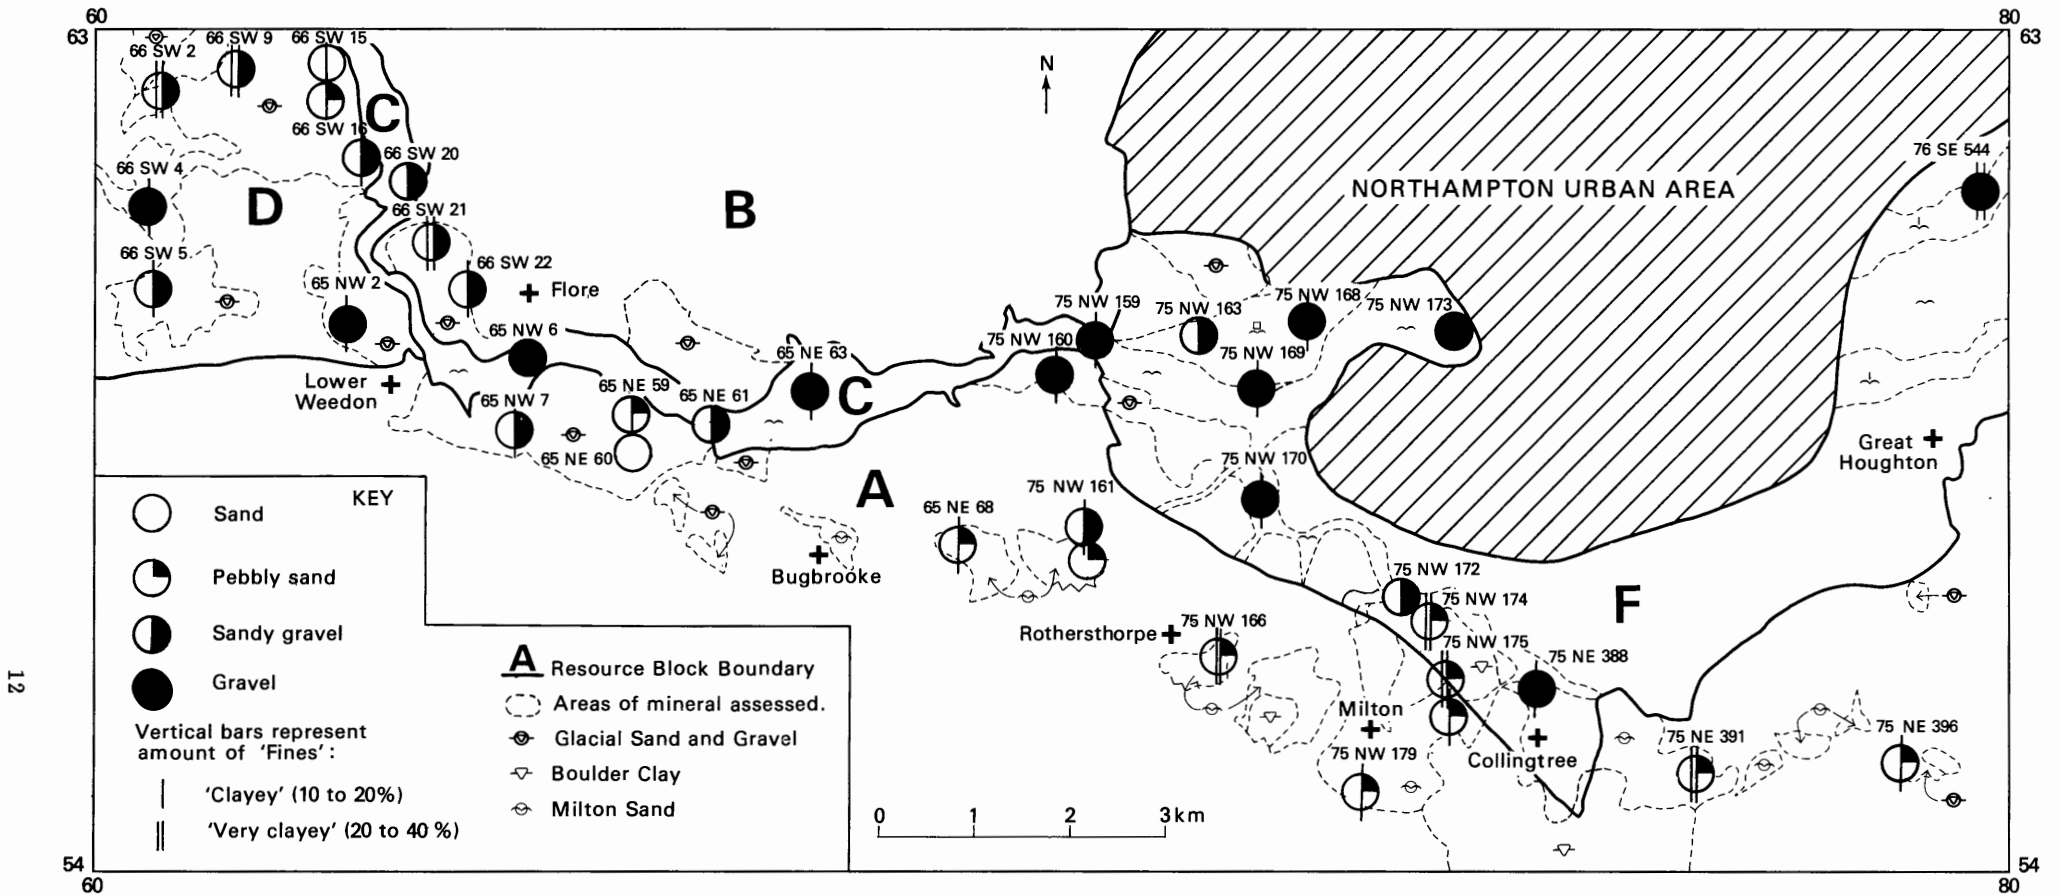 60
80
63
63
66 SW 2
66 SW 9
66 SW 15
66 SW 16
C
66 SW 20
66 SW 4
D
66 SW 21
66 SW 5
66 SW 22
65 NW 2
Flore
B
N
NORTHAMPTON URBAN AREA
76 SE 544
75 NW 159
75 NW 163
75 NW 168
75 NW 173
75 NW 160
75 NW 169
65 NW 6
65 NE 63
C
Lower
Weedon
65 NW 7
65 NE 59
65 NE 61
65 NE 60
A
65 NE 68
75 NW 161
75 NW 170
Great
Houghton
Bugbrooke
75 NW 172
75 NW 174
F
Rothersthorpe
75 NW 166
75 NW 175
75 NE 388
Milton
Collingtree
75 NW 179
75 NE 391
75 NE 396
KEY
Sand
Pebbly sand
Sandy gravel
Gravel
Vertical bars represent
amount of 'Fines' :
'Clayey' (10 to 20%)
'Very clayey' (20 to 40 %)
A Resource Block Boundary
Areas of mineral assessed.
Glacial Sand and Gravel
Boulder Clay
Milton Sand
0 1 2 3 km
54
54
60
80
12